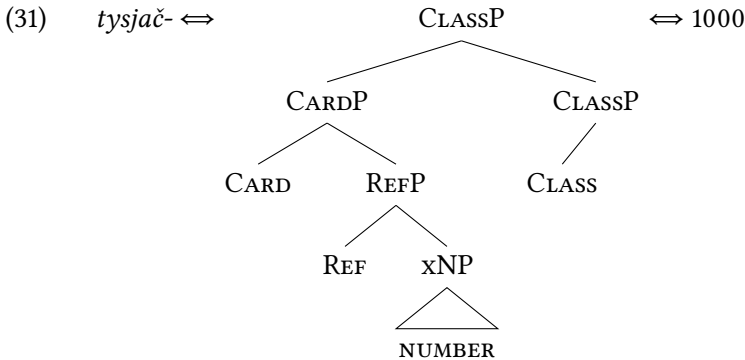 (31) tysjač- ⇔ ClassP ⇔ 1000
CardP ClassP
Card RefP Class
Ref xNP
number